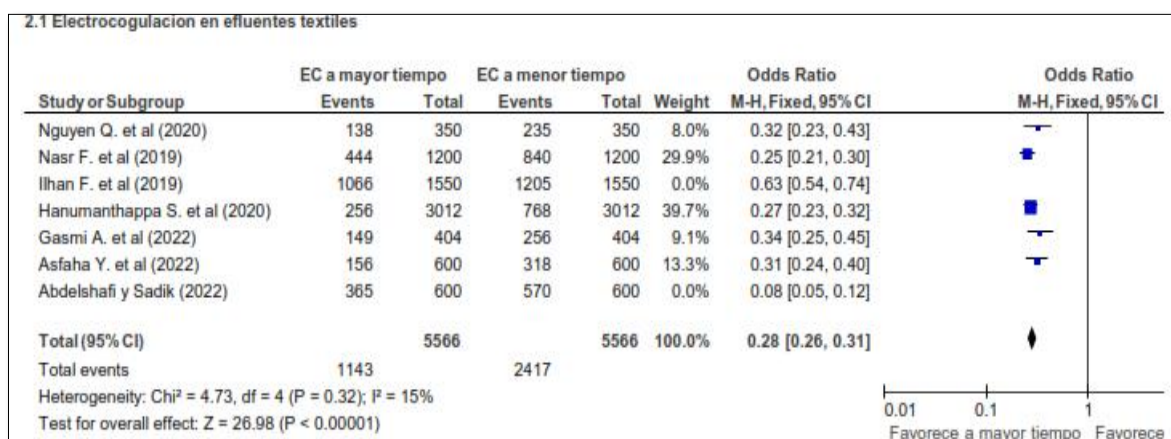 2.1 Electrocogulacion en efluentes textiles
EC a mayor tiempo EC a menor tiempo Odds Ratio Odds Ratio
Study or Subgroup Events Total Events Total Weight M-H, Fixed, 95% CI M-H, Fixed, 95% CI
Nguyen Q. et al (2020) 138 350 235 350 8.0% 0.32 [0.23, 0.43]
Nasr F. et al (2019) 444 1200 840 1200 29.9% 0.25 [0.21, 0.30]
Ilhan F. et al (2019) 1066 1550 1205 1550 0.0% 0.63 [0.54, 0.74]
Hanumanthappa S. et al (2020) 256 3012 768 3012 39.7% 0.27 [0.23, 0.32]
Gasmi A. et al (2022) 149 404 256 404 9.1% 0.34 [0.25, 0.45]
Asfaha Y. et al (2022) 156 600 318 600 13.3% 0.31 [0.24, 0.40]
Abdelshafi y Sadik (2022) 365 600 570 600 0.0% 0.08 [0.05, 0.12]
Total (95% CI) 5566 5566 100.0% 0.28 [0.26, 0.31]
Total events 1143 2417
Heterogeneity: Chi² = 4.73, df = 4 (P = 0.32); I² = 15%
Test for overall effect: Z = 26.98 (P < 0.00001)
0.01 0.1 1
Favorece a mayor tiempo Favorece